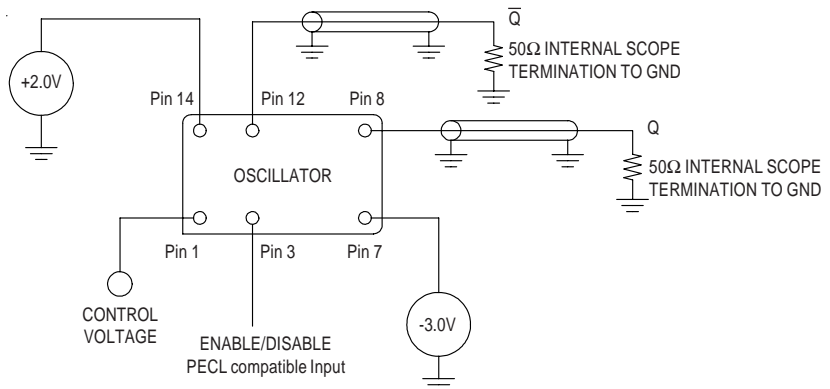 Q̅
50Ω INTERNAL SCOPE
TERMINATION TO GND
+2.0V
Pin 14
Pin 12
Pin 8
Q
50Ω INTERNAL SCOPE
TERMINATION TO GND
OSCILLATOR
Pin 1
Pin 3
Pin 7
CONTROL
VOLTAGE
-3.0V
ENABLE/DISABLE
PECL compatible Input